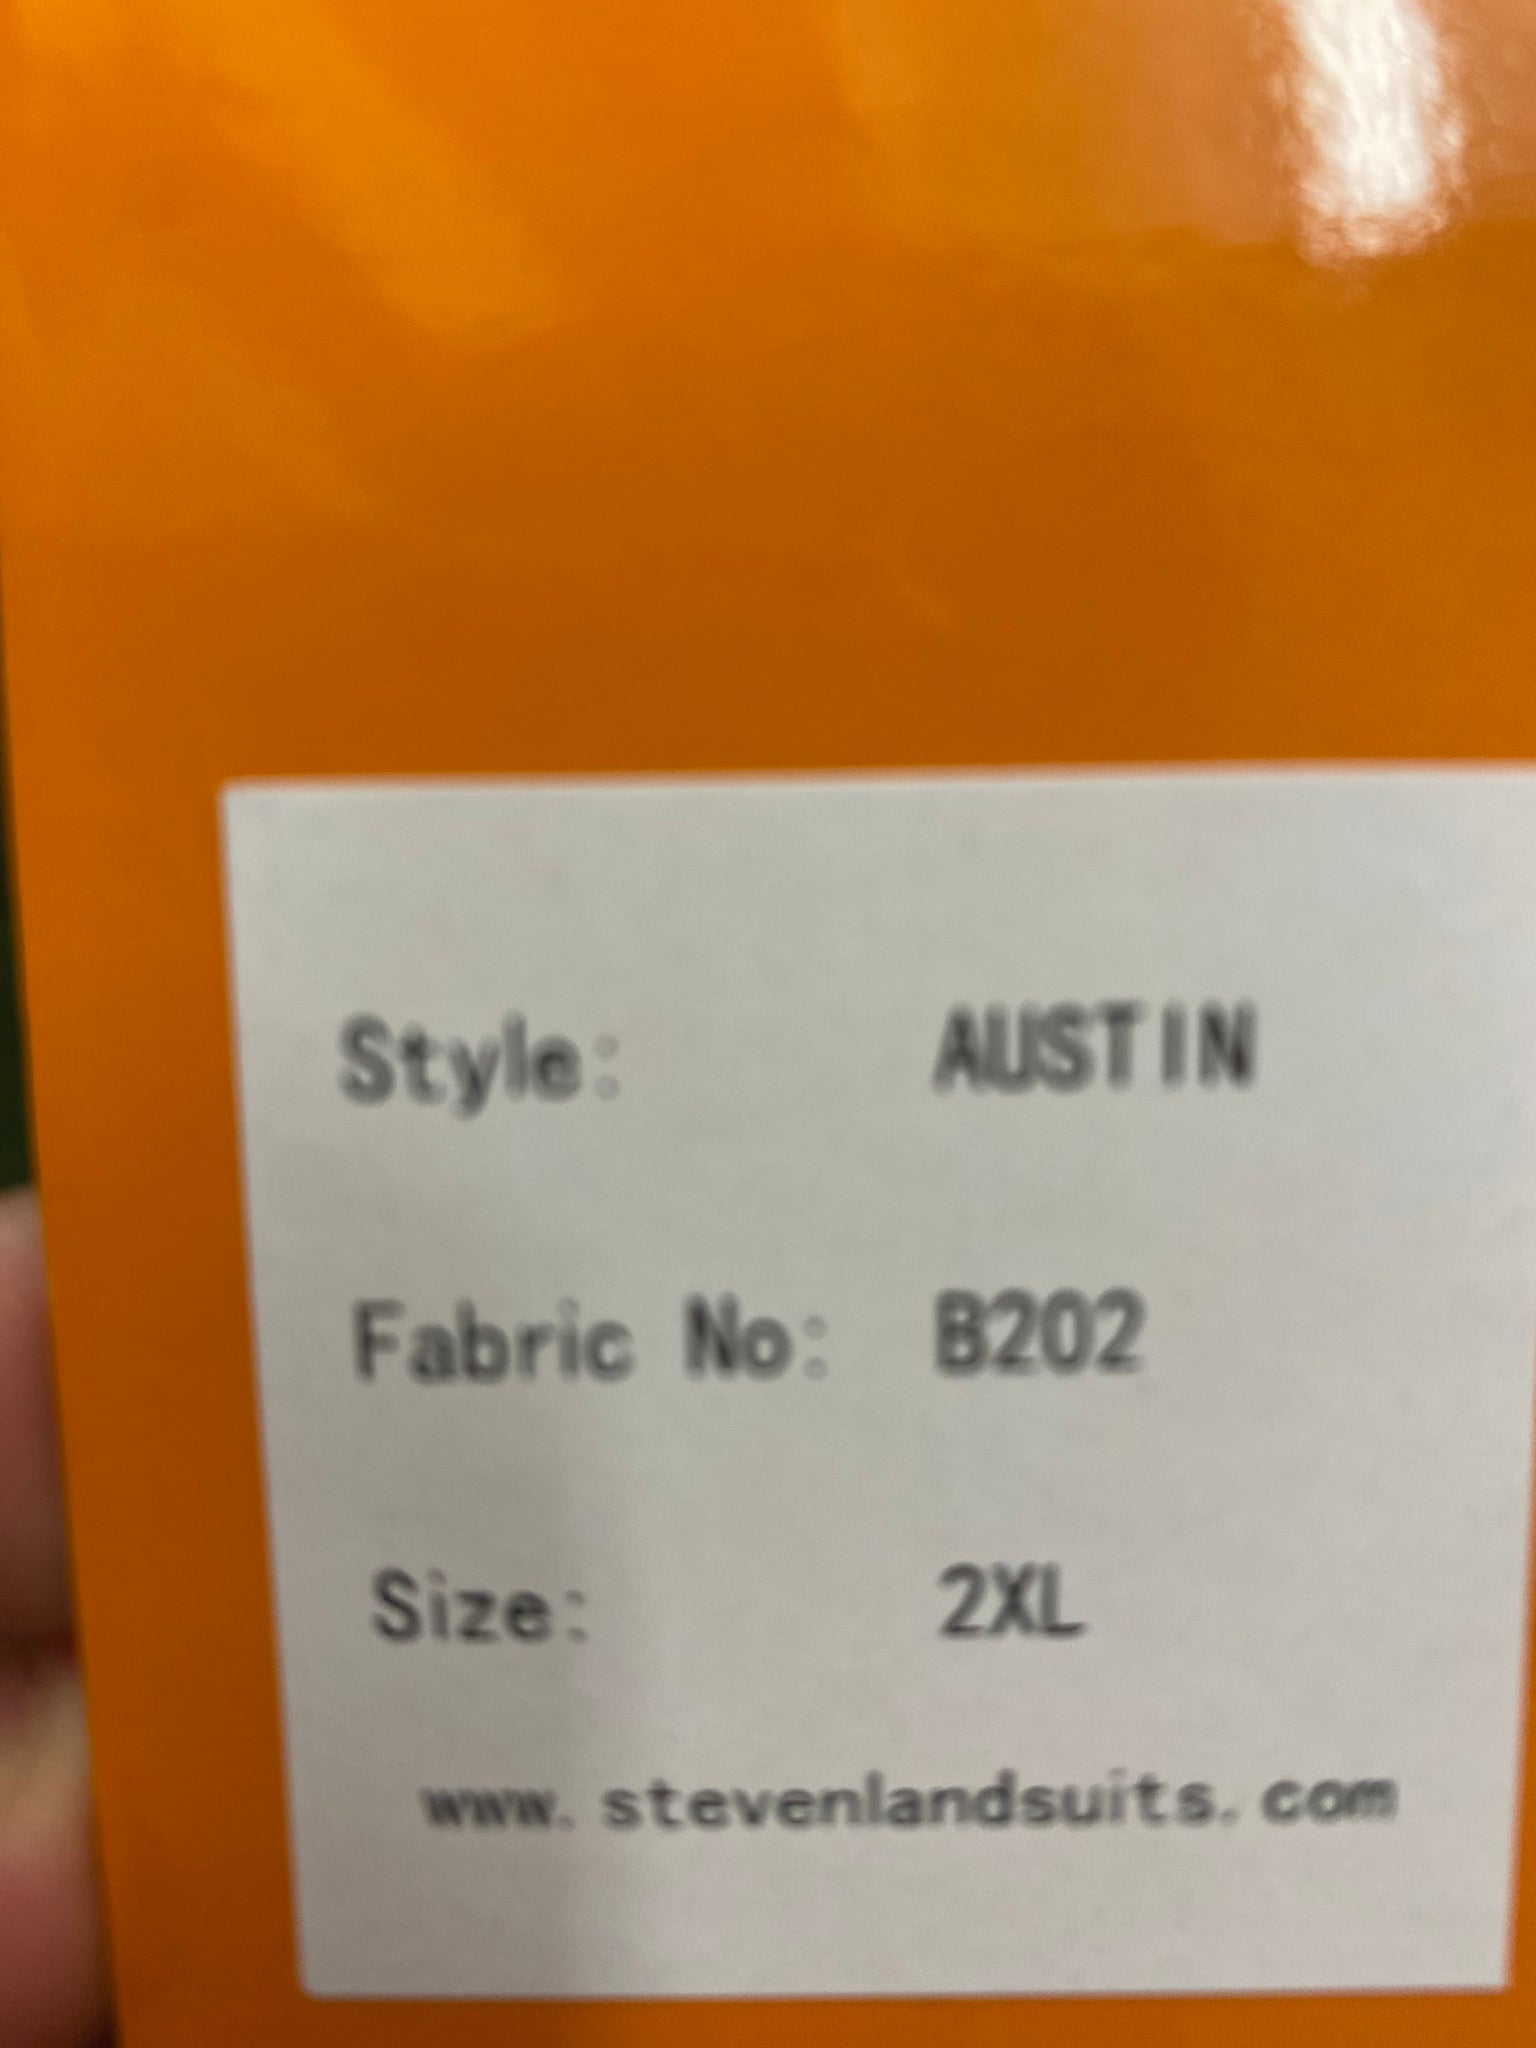 Style: AUSTIN
Fabric No: B202
Size: 2XL
www.stevenlandsuits.com